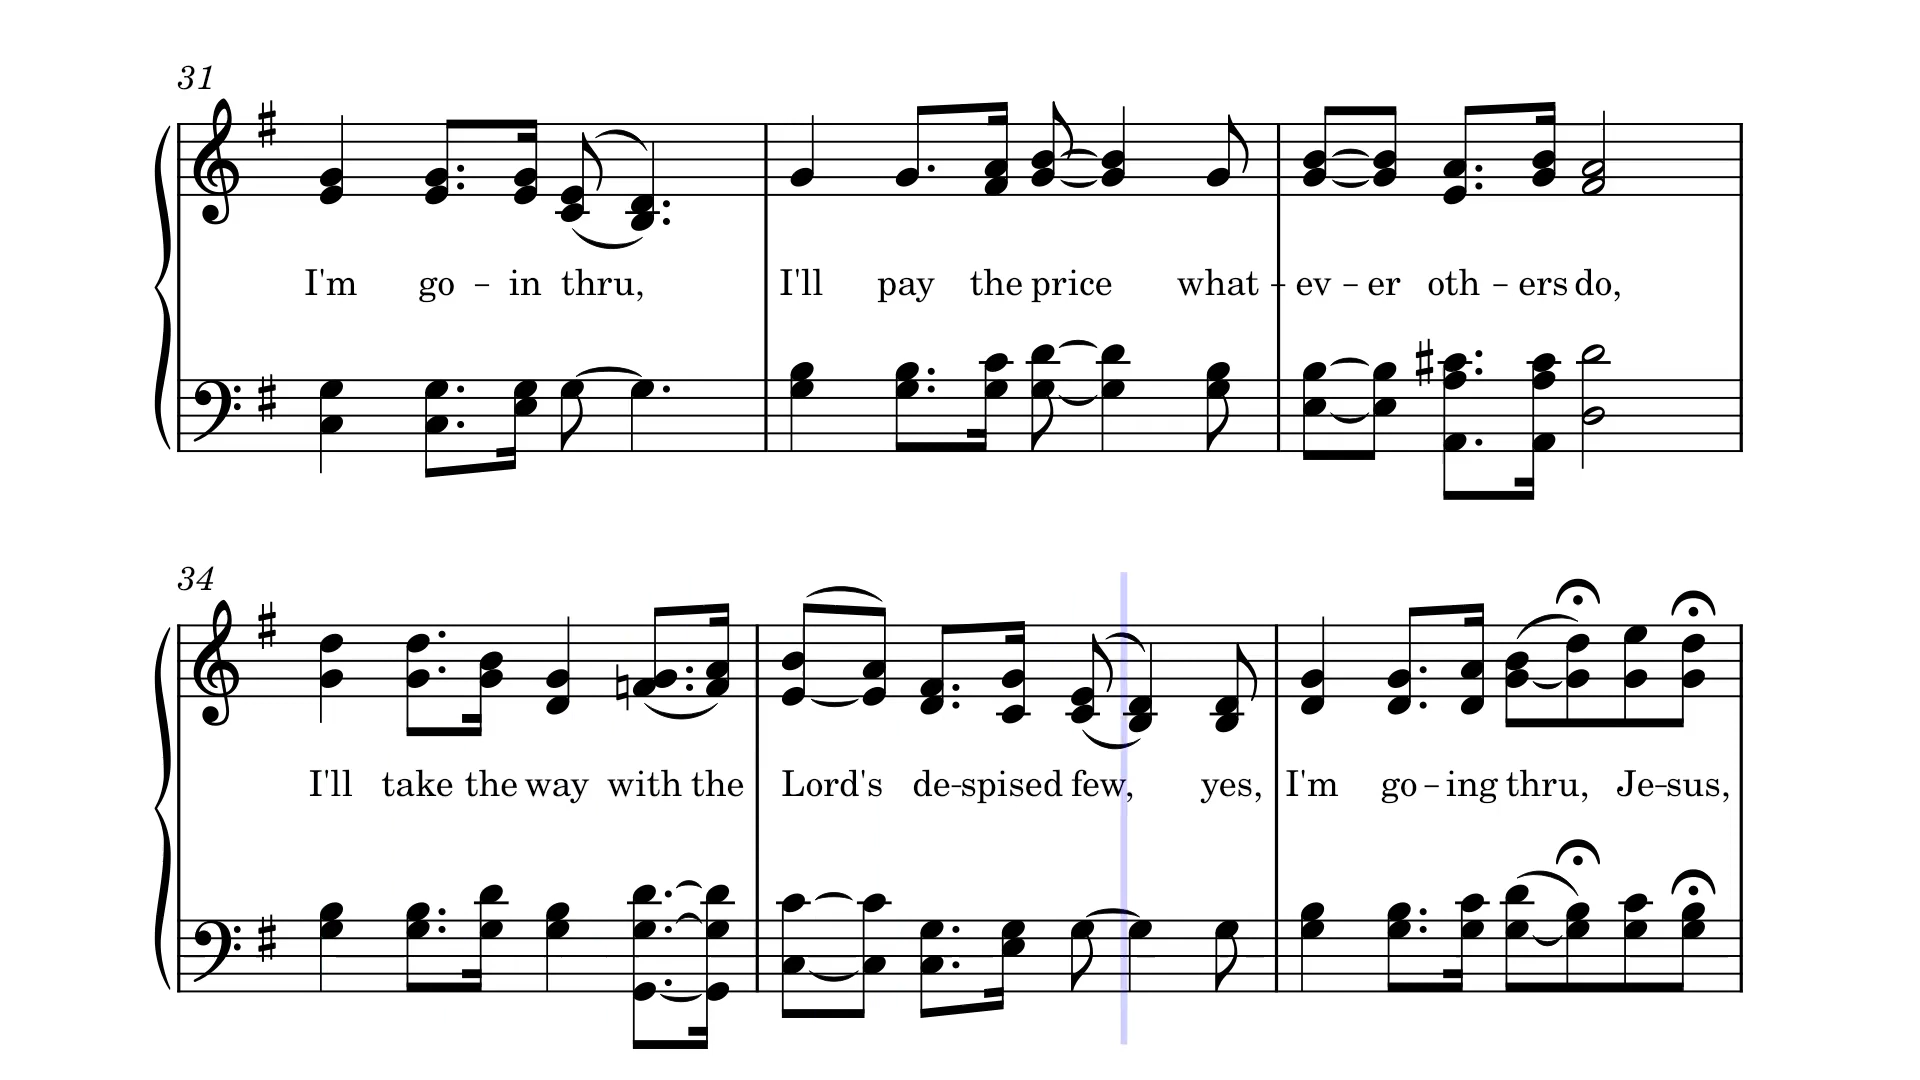 31
I'm go - in thru, I'll pay the price what - ev - er oth - ers do,
34
I'll take the way with the Lord's de-spised few, yes, I'm go - ing thru, Je-sus,